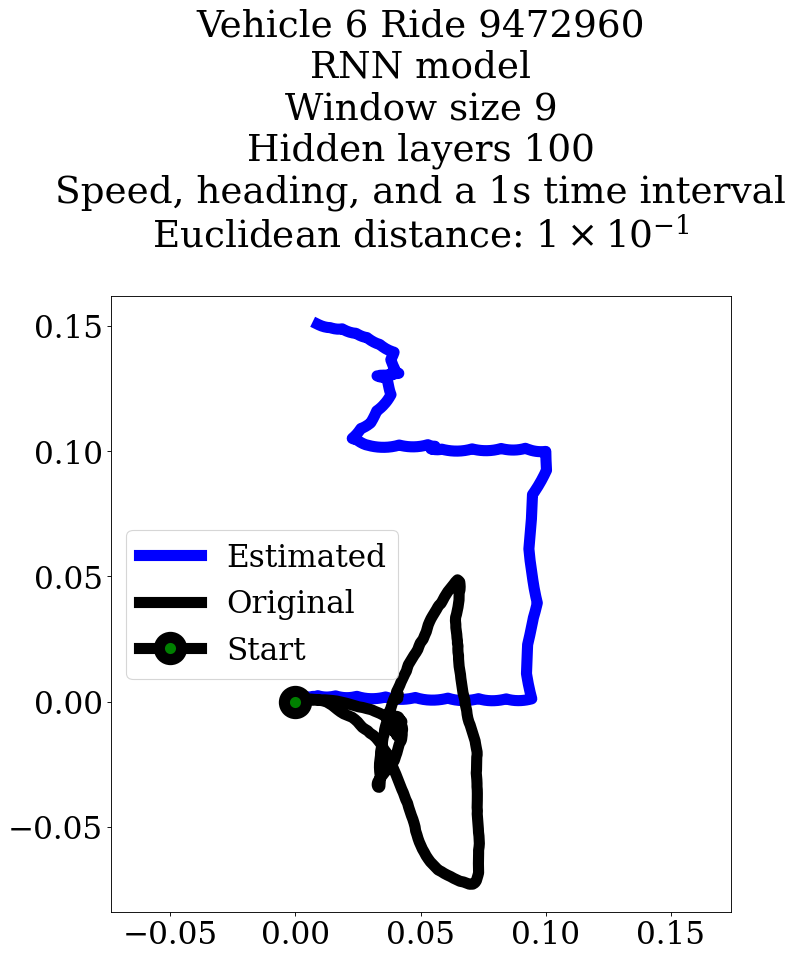 Vehicle 6 Ride 9472960
RNN model
Window size 9
Hidden layers 100
Speed, heading, and a 1s time interval
Euclidean distance: 1 × 10⁻¹
0.15
0.10
0.05
0.00
−0.05
Estimated
Original
Start
−0.05 0.00 0.05 0.10 0.15